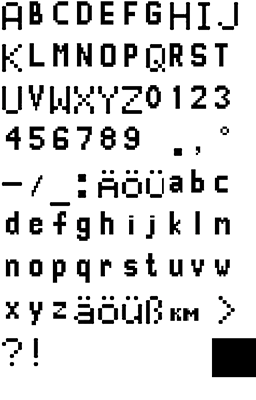 ABCDEFGHIJ
KLMNOPQRST
UVWXYZ0123
456789 .,°
-/_:ÄÖÜabc
defghijklm
nopqrstuvw
xyzäöüßKM>
?!